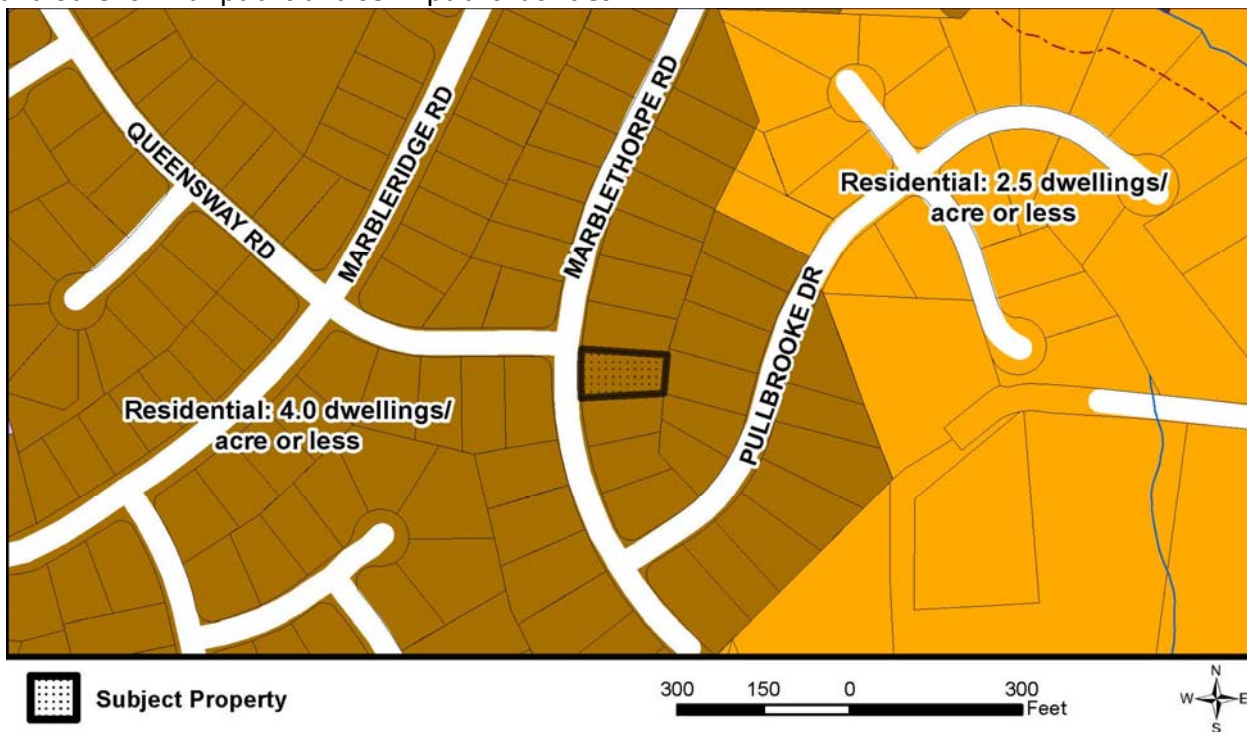 QUEENSWAY RD
MARBLERIDGE RD
MARBLETHORPE RD
PULLBROOKE DR
Residential: 2.5 dwellings/
acre or less
Residential: 4.0 dwellings/
acre or less
Subject Property
300 150 0 300
Feet
N
W E
S